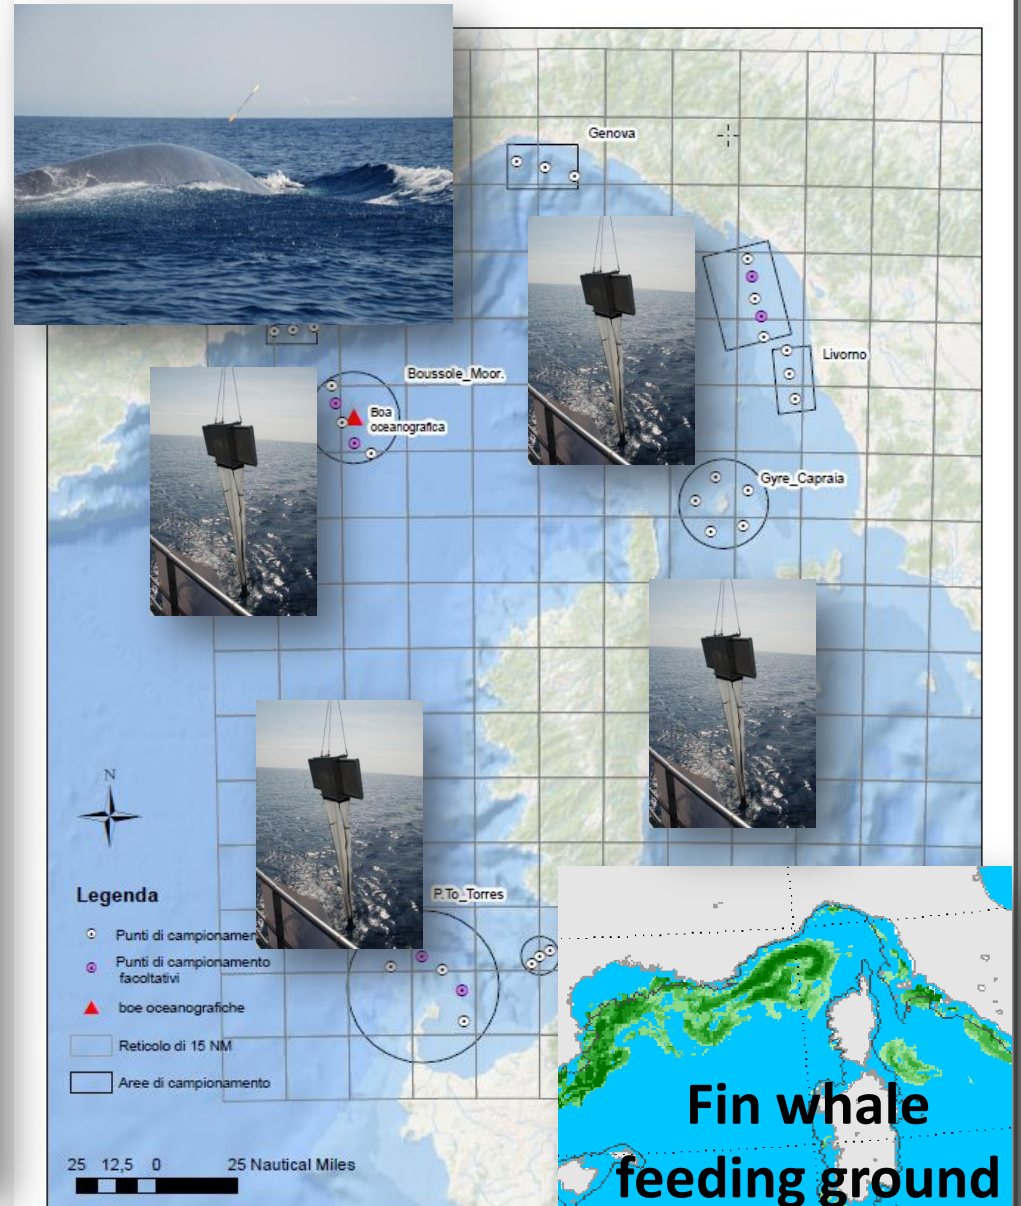 Genova
Livorno
Boussole_Moor.
Boa
oceanografica
Gyre_Capraia
N
Legenda
P.To_Torres
Punti di campionamen
Punti di campionamento
facoltativi
boe oceanografiche
Reticolo di 15 NM
Aree di campionamento
25 12,5 0 25 Nautical Miles
Fin whale
feeding ground